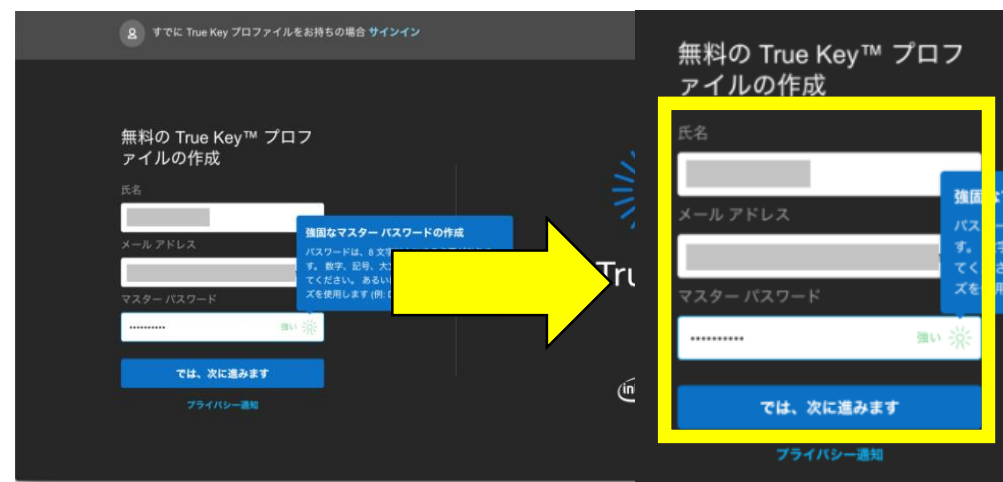 すでに True Key プロファイルをお持ちの場合 サインイン
無料の True Key™ プロフ
ァイルの作成
氏名
メール アドレス
マスター パスワード
••••••••••
強い
では、次に進みます
プライバシー通知
強固なマスター パスワードの作成
パスワードは、8 文字
す。 数字、記号、大
てください。 あるい
ズを使用します (例:
Tru
無料の True Key™ プロフ
ァイルの作成
氏名
メール アドレス
マスター パスワード
••••••••••
強い
では、次に進みます
プライバシー通知
強固な
パス
す。
てく
ズを